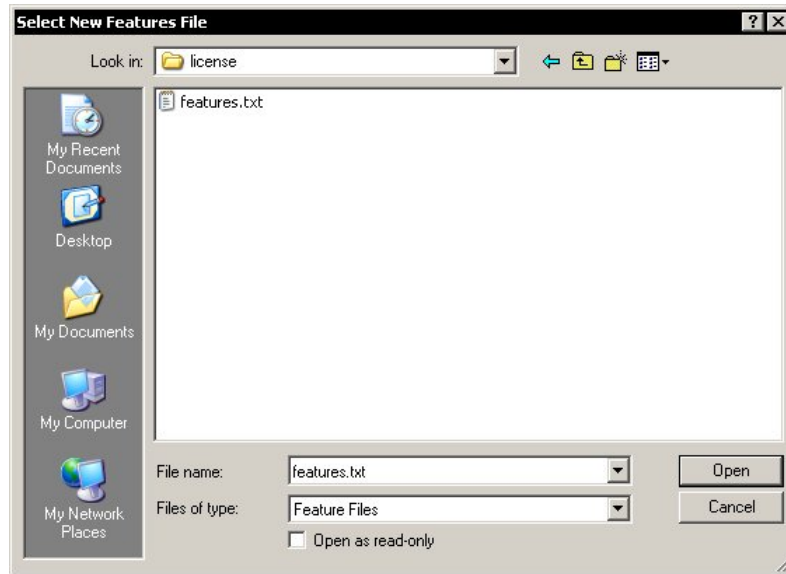 Select New Features File
Look in: license
features.txt
My Recent
Documents
Desktop
My Documents
My Computer
My Network
Places
File name: features.txt Open
Files of type: Feature Files Cancel
Open as read-only